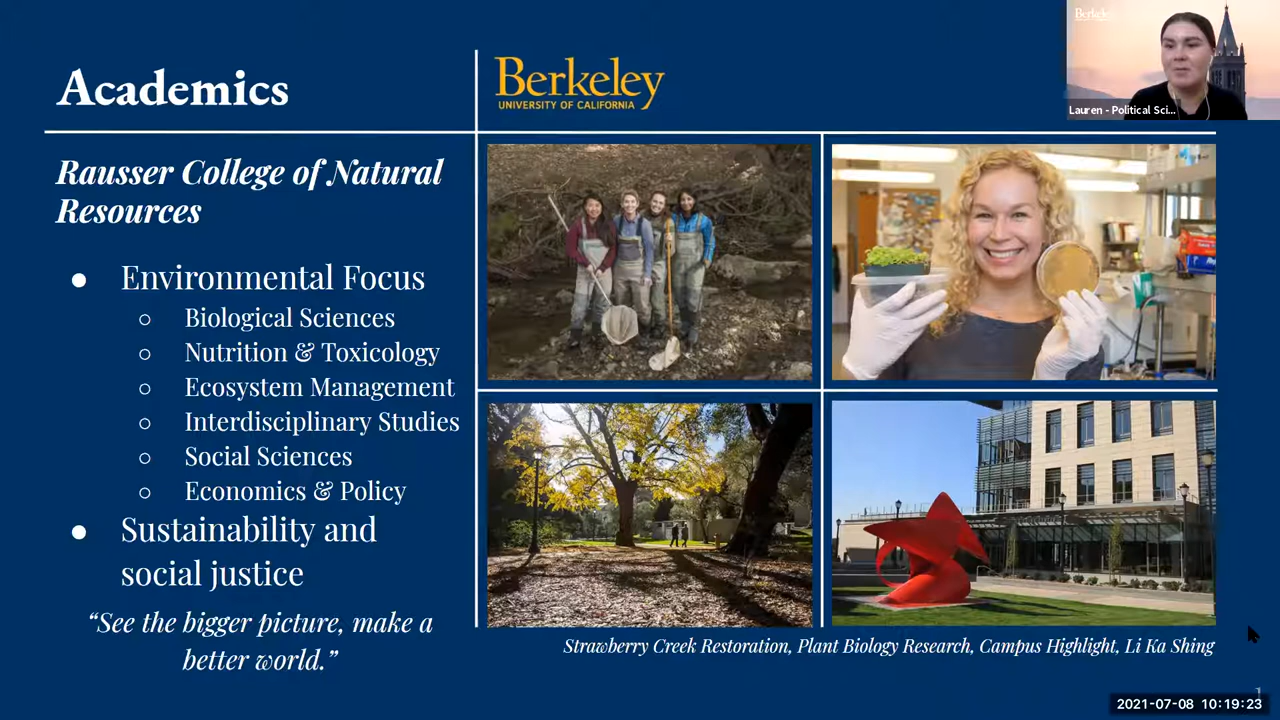 Academics
Berkeley
UNIVERSITY OF CALIFORNIA
Berkeley
Lauren - Political Sci...
Rausser College of Natural
Resources
● Environmental Focus
○ Biological Sciences
○ Nutrition & Toxicology
○ Ecosystem Management
○ Interdisciplinary Studies
○ Social Sciences
○ Economics & Policy
● Sustainability and
social justice
“See the bigger picture, make a
better world.”
Strawberry Creek Restoration, Plant Biology Research, Campus Highlight, Li Ka Shing
2021-07-08 10:19:23